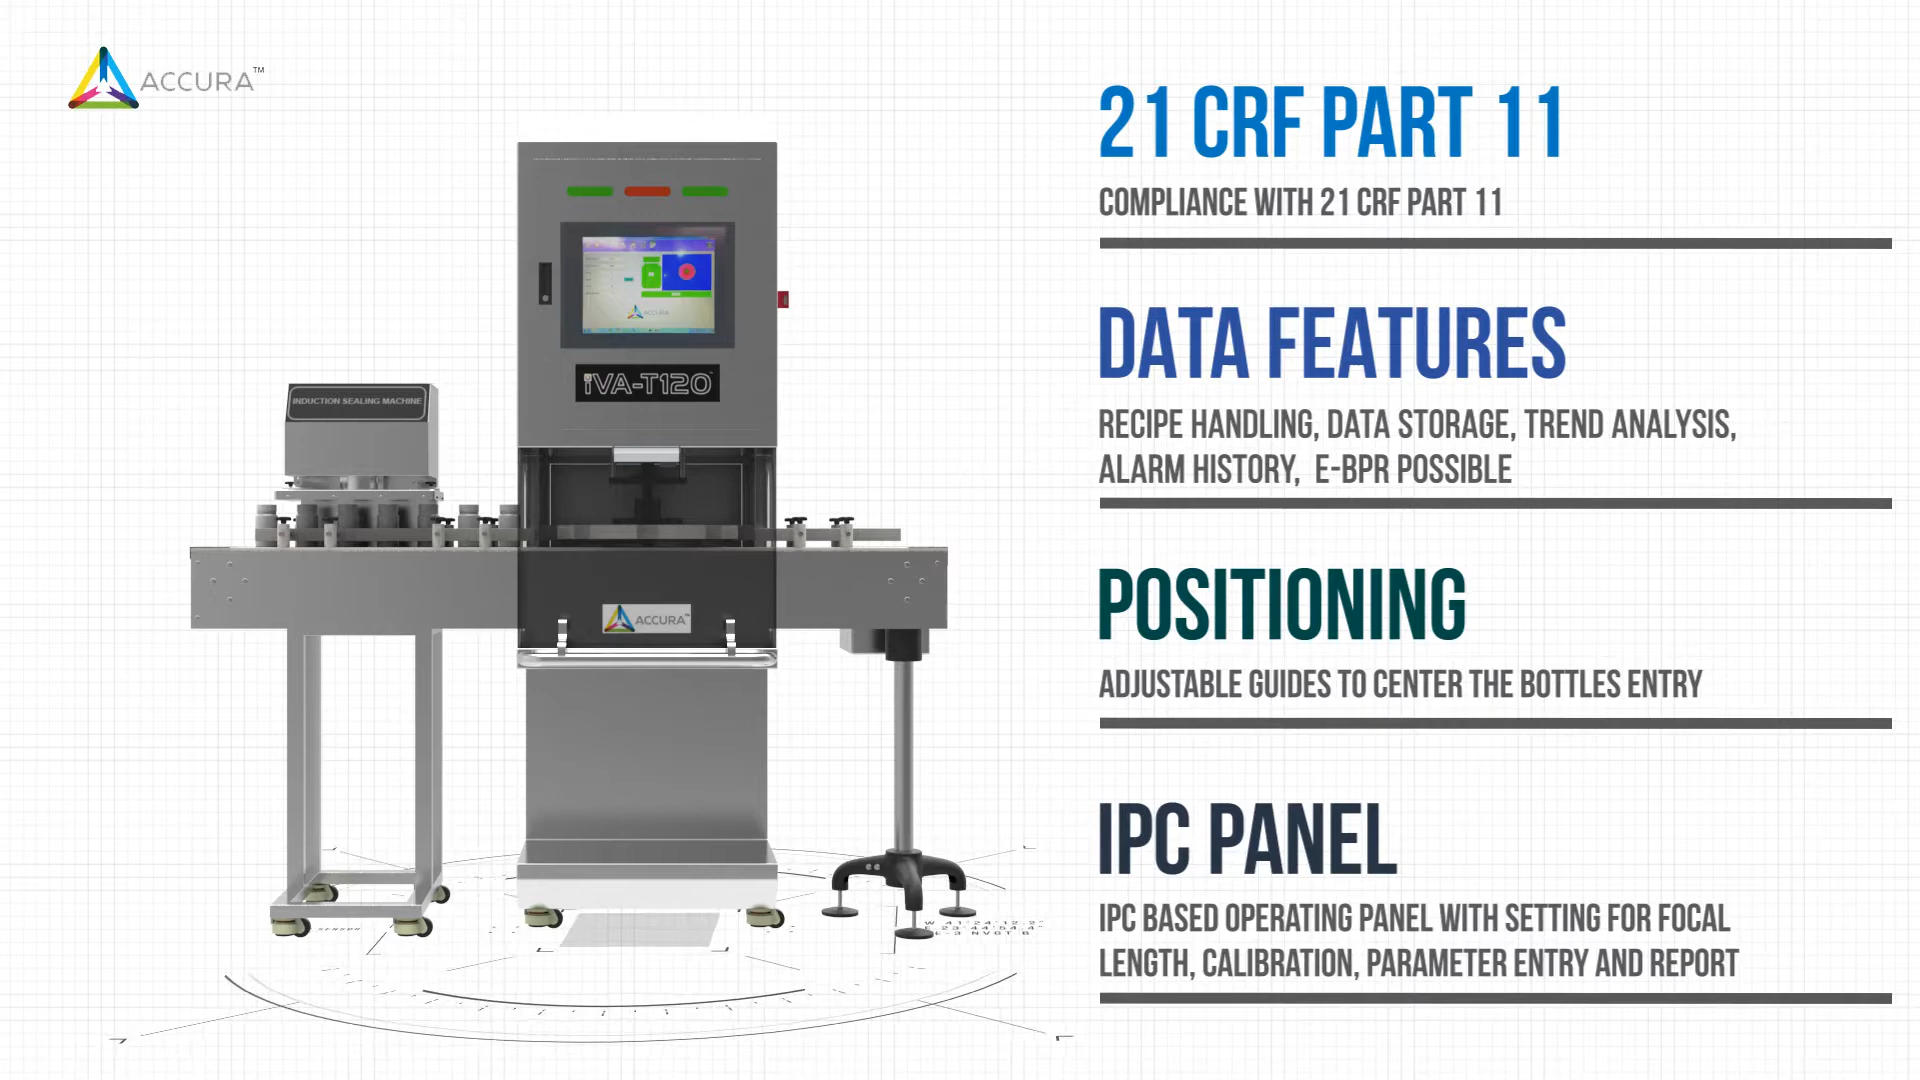 ACCURA™
21 CRF PART 11
COMPLIANCE WITH 21 CRF PART 11
DATA FEATURES
RECIPE HANDLING, DATA STORAGE, TREND ANALYSIS,
ALARM HISTORY, E-BPR POSSIBLE
POSITIONING
ADJUSTABLE GUIDES TO CENTER THE BOTTLES ENTRY
IPC PANEL
IPC BASED OPERATING PANEL WITH SETTING FOR FOCAL
LENGTH, CALIBRATION, PARAMETER ENTRY AND REPORT
ACCURA
iVA-T120
INDUCTION SEALING MACHINE
ACCURA™
SENSOR